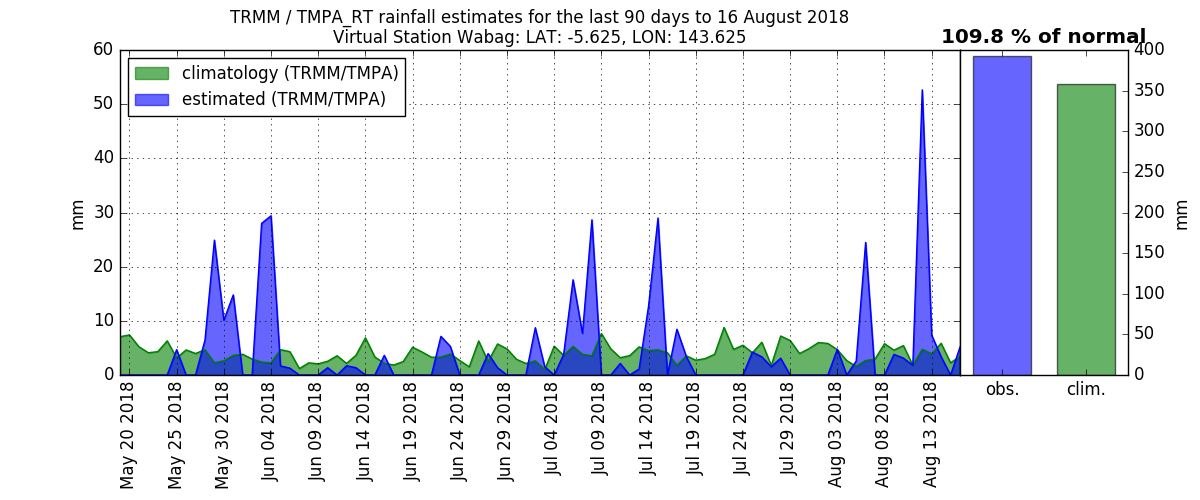 TRMM / TMPA_RT rainfall estimates for the last 90 days to 16 August 2018
Virtual Station Wabag: LAT: -5.625, LON: 143.625
109.8 % of normal
climatology (TRMM/TMPA)
estimated (TRMM/TMPA)
60
50
40
30
20
10
0
mm
May 20 2018
May 25 2018
May 30 2018
Jun 04 2018
Jun 09 2018
Jun 14 2018
Jun 19 2018
Jun 24 2018
Jun 29 2018
Jul 04 2018
Jul 09 2018
Jul 14 2018
Jul 19 2018
Jul 24 2018
Jul 29 2018
Aug 03 2018
Aug 08 2018
Aug 13 2018
obs.
clim.
400
350
300
250
200
150
100
50
0
mm